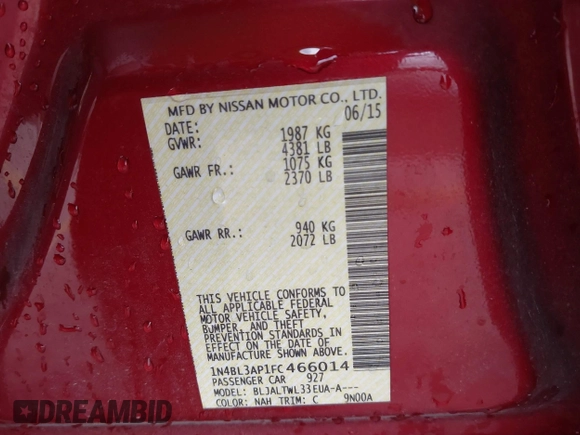 MFD BY NISSAN MOTOR CO., LTD.
DATE: 06/15
GVWR: 1987 KG
4381 LB
GAWR FR.: 1075 KG
2370 LB
GAWR RR.: 940 KG
2072 LB
THIS VEHICLE CONFORMS TO
ALL APPLICABLE FEDERAL
MOTOR VEHICLE SAFETY,
BUMPER, AND THEFT
PREVENTION STANDARDS IN
EFFECT ON THE DATE OF
MANUFACTURE SHOWN ABOVE.
1N4BL3AP1FC466014
PASSENGER CAR 927
MODEL: BLJALTWL33EUA-A---
COLOR: NAH TRIM: C 9N00A
DREAMBID
START WINNING TODAY